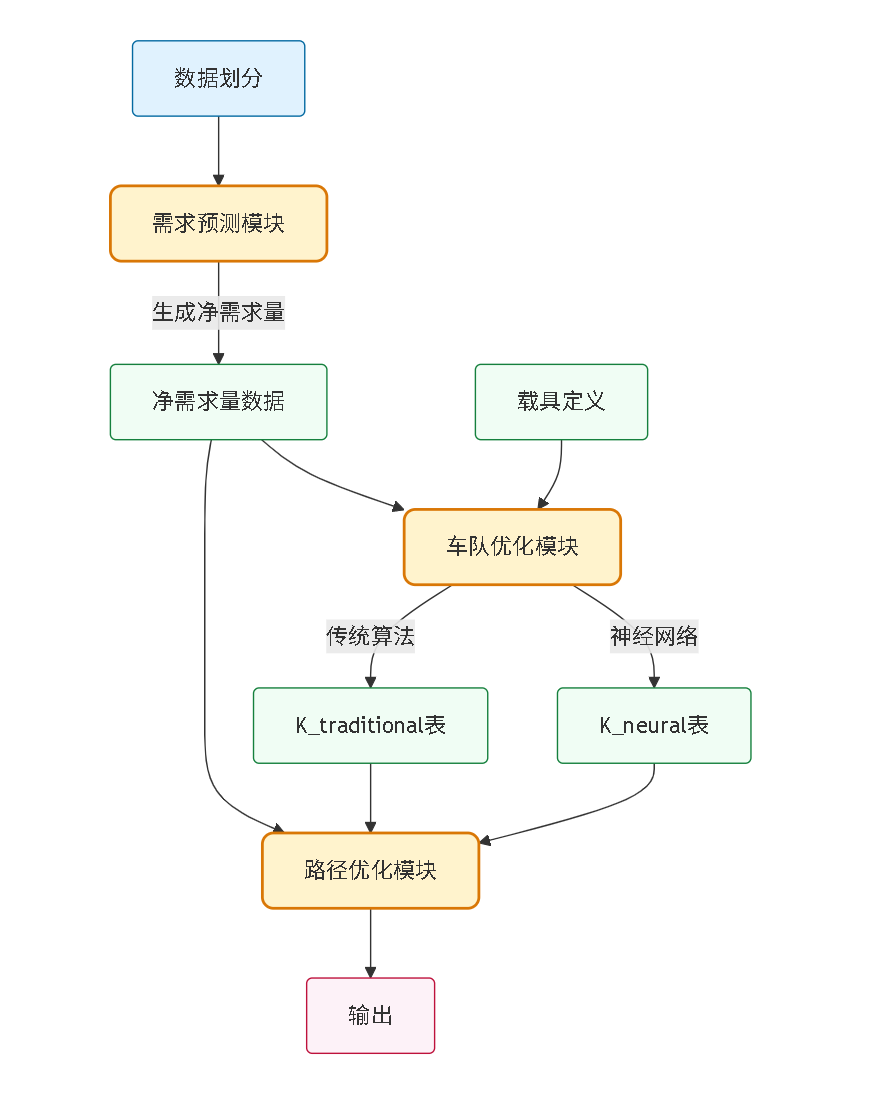 数据划分
需求预测模块
生成净需求量
净需求量数据
载具定义
车队优化模块
传统算法
神经网络
K_traditional表
K_neural表
路径优化模块
输出